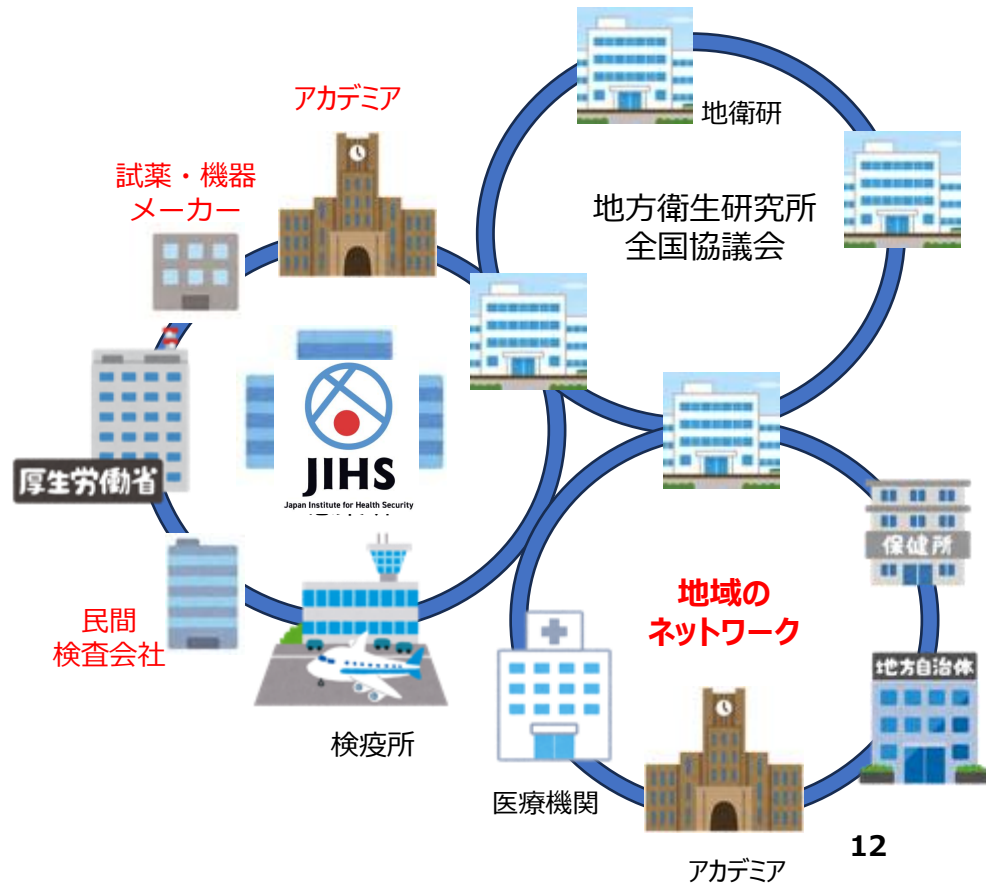 アカデミア
試薬・機器
メーカー
地衛研
地方衛生研究所
全国協議会
JIHS
Japan Institute for Health Security
厚生労働省
民間
検査会社
検疫所
保健所
地域の
ネットワーク
地方自治体
医療機関
アカデミア
12